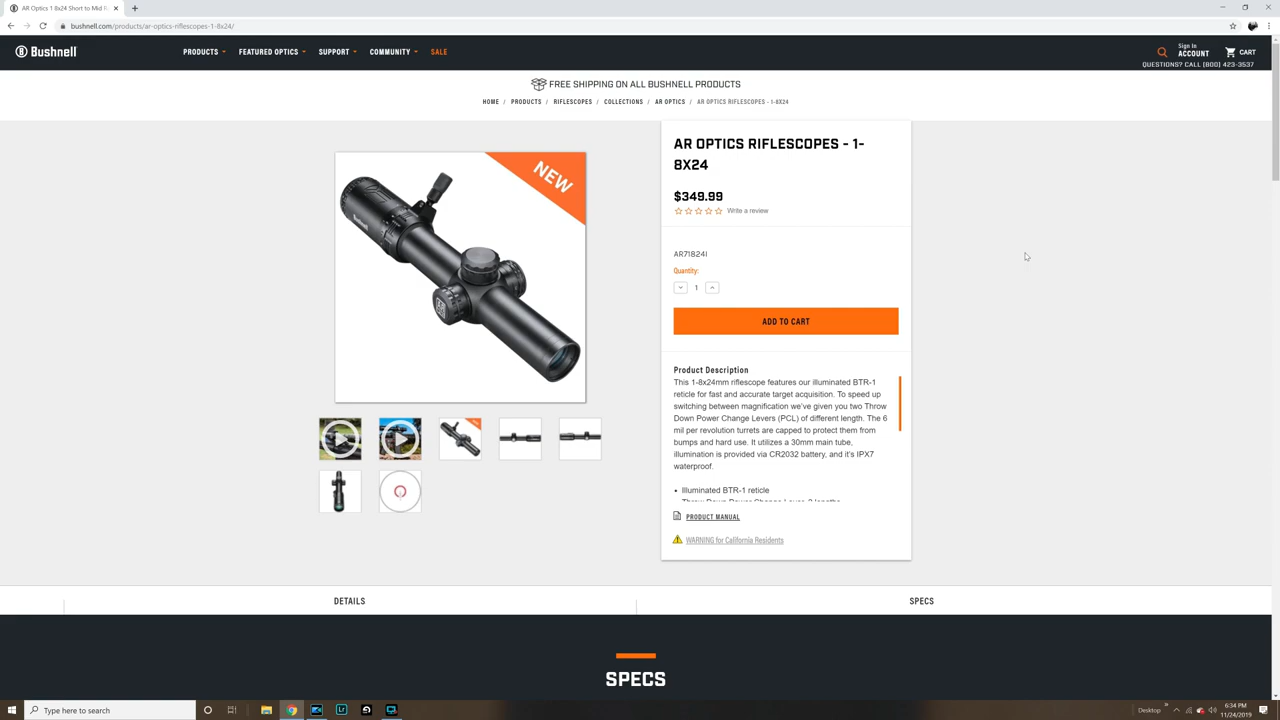 AR Optics 1 8x24 Short to Mid R
bushnell.com/products/ar-optics-riflescopes-1-8x24/
Bushnell
PRODUCTS FEATURED OPTICS SUPPORT COMMUNITY SALE
Sign In
ACCOUNT
CART
QUESTIONS? CALL (800) 423-3537
FREE SHIPPING ON ALL BUSHNELL PRODUCTS
HOME / PRODUCTS / RIFLESCOPES / COLLECTIONS / AR OPTICS / AR OPTICS RIFLESCOPES - 1-8X24
NEW
AR OPTICS RIFLESCOPES - 1-
8X24
$349.99
Write a review
AR71824I
Quantity:
1
ADD TO CART
Product Description
This 1-8x24mm riflescope features our illuminated BTR-1
reticle for fast and accurate target acquisition. To speed up
switching between magnification we've given you two Throw
Down Power Change Levers (PCL) of different length. The 6
mil per revolution turrets are capped to protect them from
bumps and hard use. It utilizes a 30mm main tube,
illumination is provided via CR2032 battery, and it's IPX7
waterproof.
• Illuminated BTR-1 reticle
PRODUCT MANUAL
WARNING for California Residents
DETAILS
SPECS
SPECS
Type here to search
Desktop
6:34 PM
11/24/2019